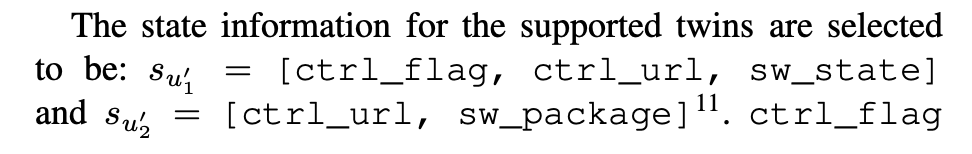 The state information for the supported twins are selected
to be: s_{u'_1} = [ctrl_flag, ctrl_url, sw_state]
and s_{u'_2} = [ctrl_url, sw_package]^{11}. ctrl_flag